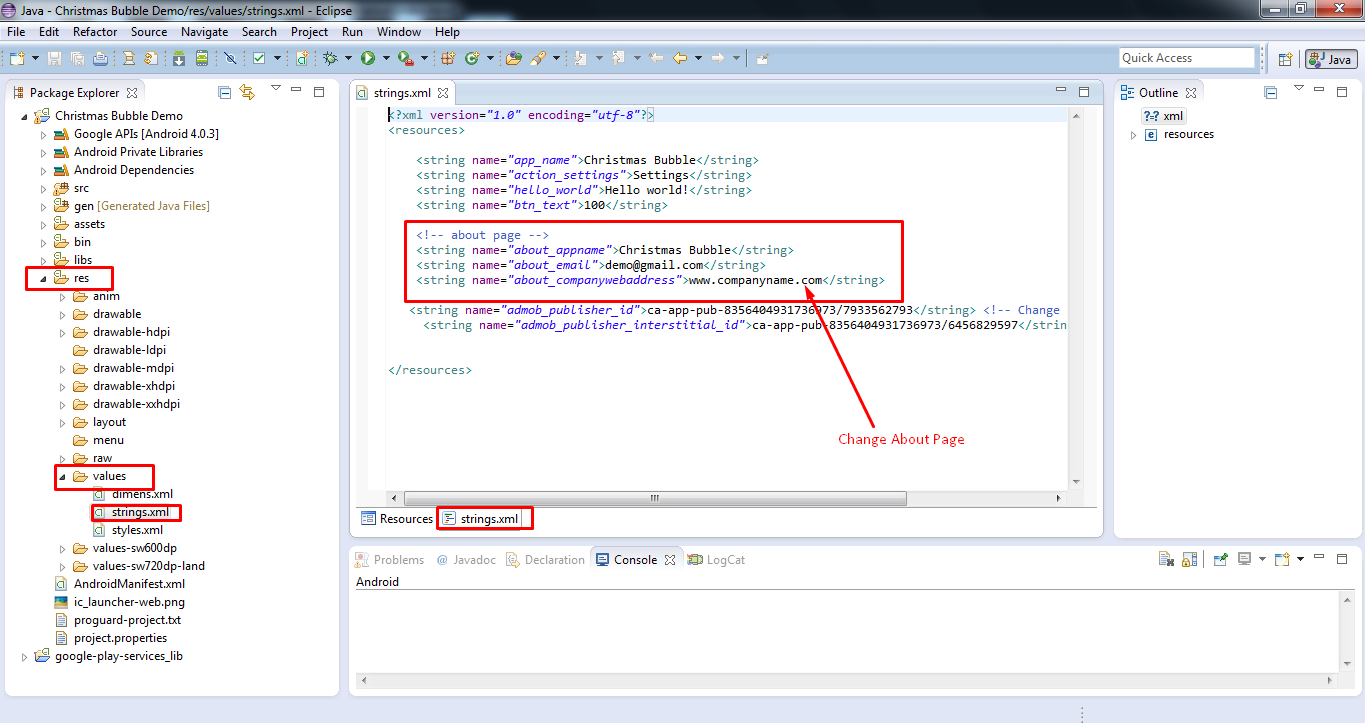 Java - Christmas Bubble Demo/res/values/strings.xml - Eclipse
File Edit Refactor Source Navigate Search Project Run Window Help
Quick Access
Java
Package Explorer
Christmas Bubble Demo
Google APIs [Android 4.0.3]
Android Private Libraries
Android Dependencies
src
gen [Generated Java Files]
assets
bin
libs
res
anim
drawable
drawable-hdpi
drawable-ldpi
drawable-mdpi
drawable-xhdpi
drawable-xxhdpi
layout
menu
raw
values
dimens.xml
strings.xml
styles.xml
values-sw600dp
values-sw720dp-land
AndroidManifest.xml
ic_launcher-web.png
proguard-project.txt
project.properties
google-play-services_lib
strings.xml
<?xml version="1.0" encoding="utf-8"?>
<resources>
<string name="app_name">Christmas Bubble</string>
<string name="action_settings">Settings</string>
<string name="hello_world">Hello world!</string>
<string name="btn_text">100</string>
<!-- about page -->
<string name="about_appname">Christmas Bubble</string>
<string name="about_email">demo@gmail.com</string>
<string name="about_companywebaddress">www.companyname.com</string>
<string name="admob_publisher_id">ca-app-pub-8356404931736973/7933562793</string> <!-- Change
<string name="admob_publisher_interstitial_id">ca-app-pub-8356404931736973/6456829597</strin
</resources>
Change About Page
Resources strings.xml
Outline
?=? xml
e resources
Problems @ Javadoc Declaration Console LogCat
Android